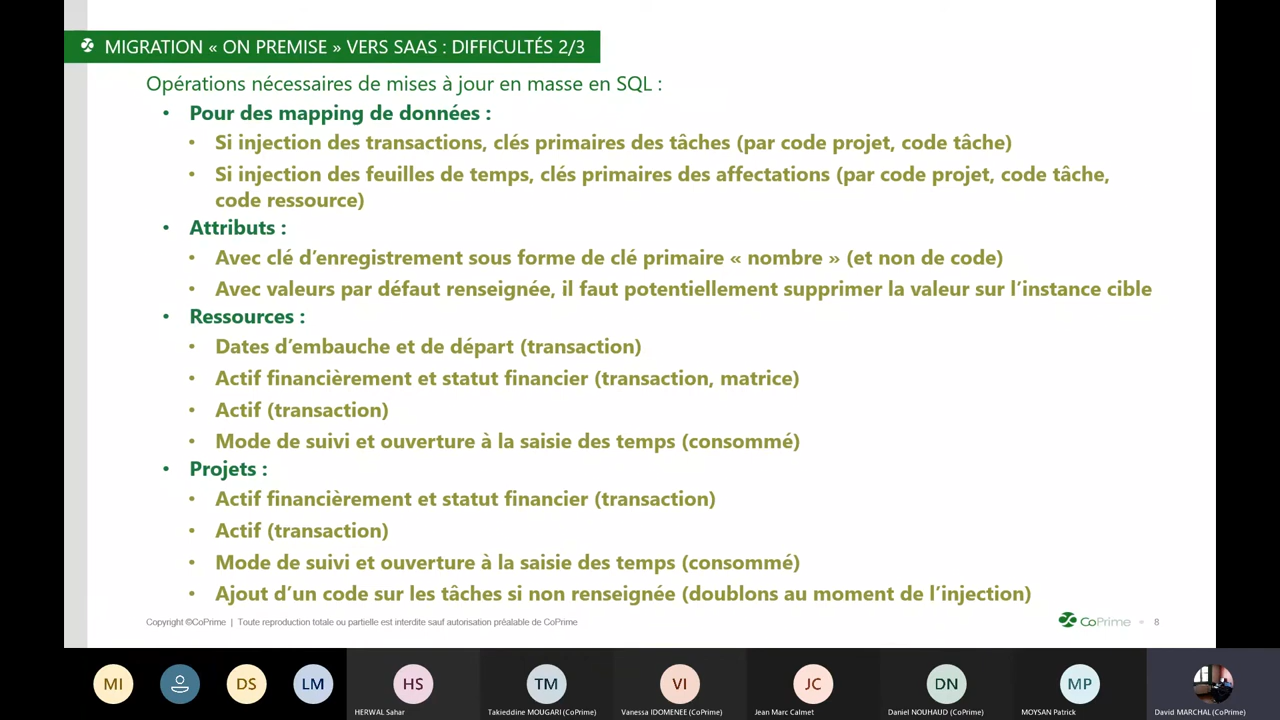 MIGRATION « ON PREMISE » VERS SAAS : DIFFICULTÉS 2/3
Opérations nécessaires de mises à jour en masse en SQL :
• Pour des mapping de données :
• Si injection des transactions, clés primaires des tâches (par code projet, code tâche)
• Si injection des feuilles de temps, clés primaires des affectations (par code projet, code tâche,
code ressource)
• Attributs :
• Avec clé d’enregistrement sous forme de clé primaire « nombre » (et non de code)
• Avec valeurs par défaut renseignée, il faut potentiellement supprimer la valeur sur l’instance cible
• Ressources :
• Dates d’embauche et de départ (transaction)
• Actif financièrement et statut financier (transaction, matrice)
• Actif (transaction)
• Mode de suivi et ouverture à la saisie des temps (consommé)
• Projets :
• Actif financièrement et statut financier (transaction)
• Actif (transaction)
• Mode de suivi et ouverture à la saisie des temps (consommé)
• Ajout d’un code sur les tâches si non renseignée (doublons au moment de l’injection)
Copyright ©CoPrime | Toute reproduction totale ou partielle est interdite sauf autorisation préalable de CoPrime
CoPrime
8
MI
DS
LM
HS
TM
VI
JC
DN
MP
HERWAL Sahar
Takieddine MOUGARI (CoPrime)
Vanessa IDOMENEE (CoPrime)
Jean Marc Calmet
Daniel NOUHAUD (CoPrime)
MOYSAN Patrick
David MARCHAL (CoPrime)